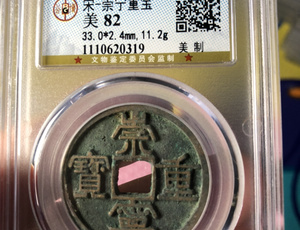 宋-崇宁重宝
美 82
33.0*2.4mm, 11.2g
1110620319
美制
★ 文物鉴定委员会监制 ★
崇
寶 重
寧